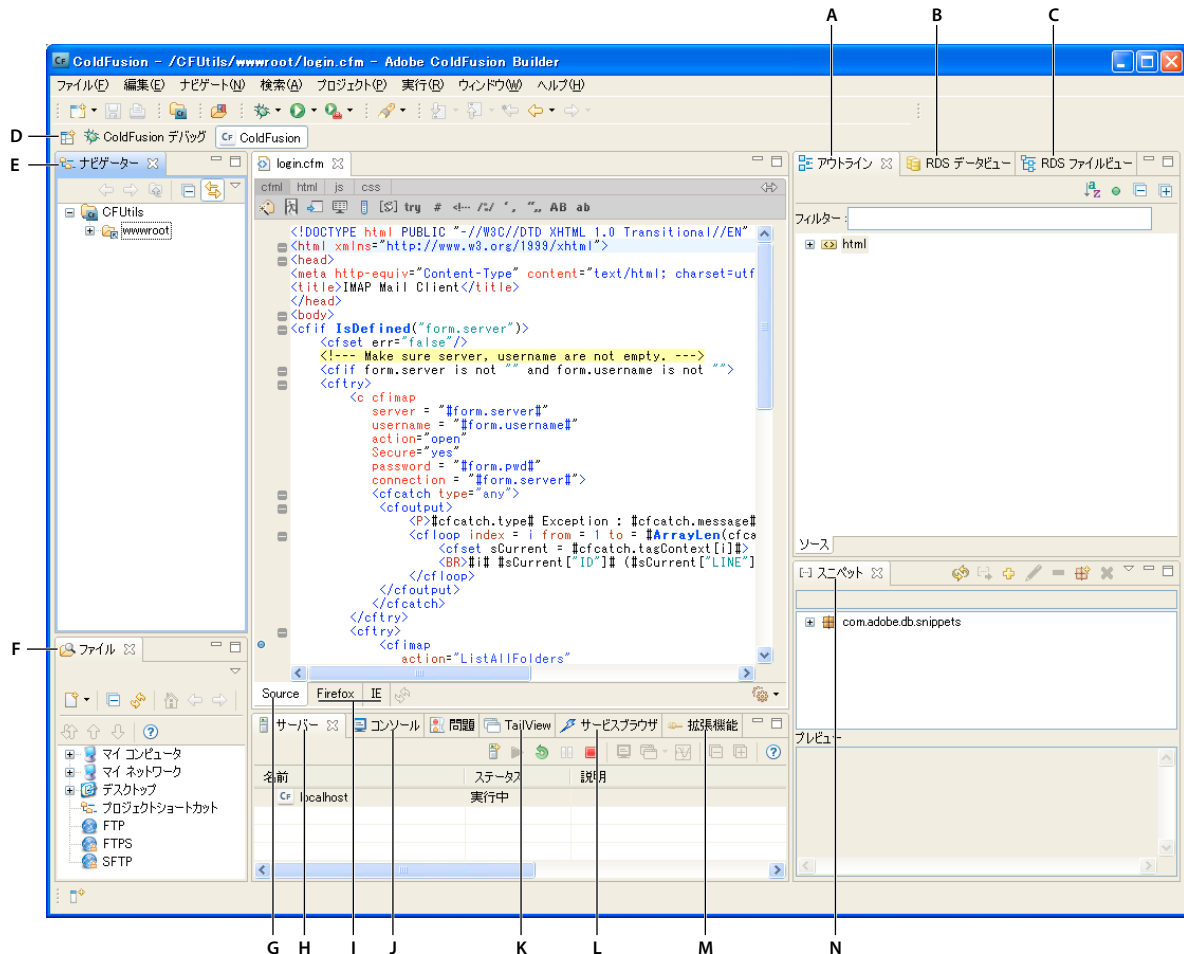 A B C
ColdFusion - /CFUtils/wwwroot/login.cfm - Adobe ColdFusion Builder
ファイル(F) 編集(E) ナビゲート(N) 検索(A) プロジェクト(P) 実行(R) ウィンドウ(W) ヘルプ(H)
D ColdFusion デバッグ CF ColdFusion
E ナビゲーター
CFUtils
wwwroot
login.cfm
cfml html js css
try # AB ab
<!DOCTYPE html PUBLIC "-//W3C//DTD XHTML 1.0 Transitional//EN"
<html xmlns="http://www.w3.org/1999/xhtml">
<head>
<meta http-equiv="Content-Type" content="text/html; charset=utf
<title>IMAP Mail Client</title>
</head>
<body>
<cfif IsDefined("form.server")>
<cfset err="false"/>
<!--- Make sure server, username are not empty. --->
<cfif form.server is not "" and form.username is not "">
<cftry>
<c cfimap
server = "#form.server#"
username = "#form.username#"
action="open"
Secure="yes"
password = "#form.pwd#"
connection = "#form.server#">
<cfcatch type="any">
<cfoutput>
<P>#cfcatch.type# Exception : #cfcatch.message#
<cfloop index = i from = 1 to = #ArrayLen(cfca
<cfset sCurrent = #cfcatch.tagContext[i]#>
<BR>#i# #sCurrent["ID"]# (#sCurrent["LINE"]
</cfloop>
</cfoutput>
</cfcatch>
</cftry>
<cftry>
<cfimap
action="ListAllFolders"
Source Firefox IE
アウトライン RDS データビュー RDS ファイルビュー
フィルター :
html
ソース
スニペット
com.adobe.db.snippets
プレビュー
F ファイル
マイ コンピュータ
マイ ネットワーク
デスクトップ
プロジェクトショートカット
FTP
FTPS
SFTP
サーバー コンソール 問題 TailView サービスブラウザ 拡張機能
名前 ステータス 説明
CF localhost 実行中
G H I J K L M N